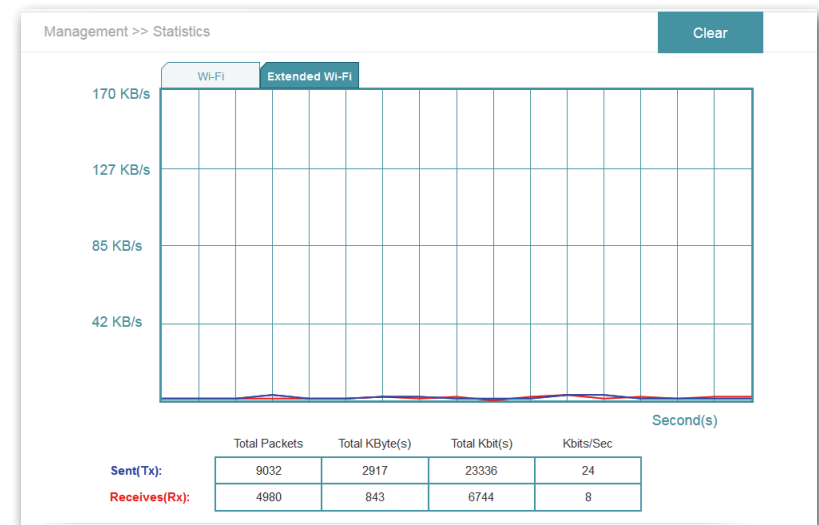 Management >> Statistics
Clear
Wi-Fi
Extended Wi-Fi
170 KB/s
127 KB/s
85 KB/s
42 KB/s
Second(s)
Total Packets Total KByte(s) Total Kbit(s) Kbits/Sec
Sent(Tx): 9032 2917 23336 24
Receives(Rx): 4980 843 6744 8